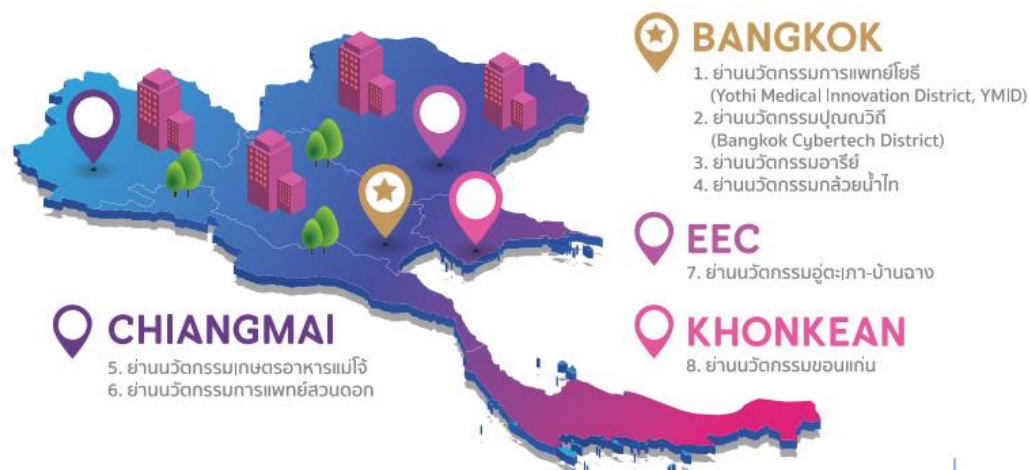 BANGKOK
1. ย่านนวัตกรรมการแพทย์โยธี
(Yothi Medical Innovation District, YMID)
2. ย่านนวัตกรรมปุณณวิถี
(Bangkok Cybertech District)
3. ย่านนวัตกรรมอารีย์
4. ย่านนวัตกรรมกล้วยน้ำไท
EEC
7. ย่านนวัตกรรมอู่ตะเภา-บ้านฉาง
CHIANGMAI
5. ย่านนวัตกรรมเกษตรอาหารแม่โจ้
6. ย่านนวัตกรรมการแพทย์สวนดอก
KHONKEAN
8. ย่านนวัตกรรมขอนแก่น